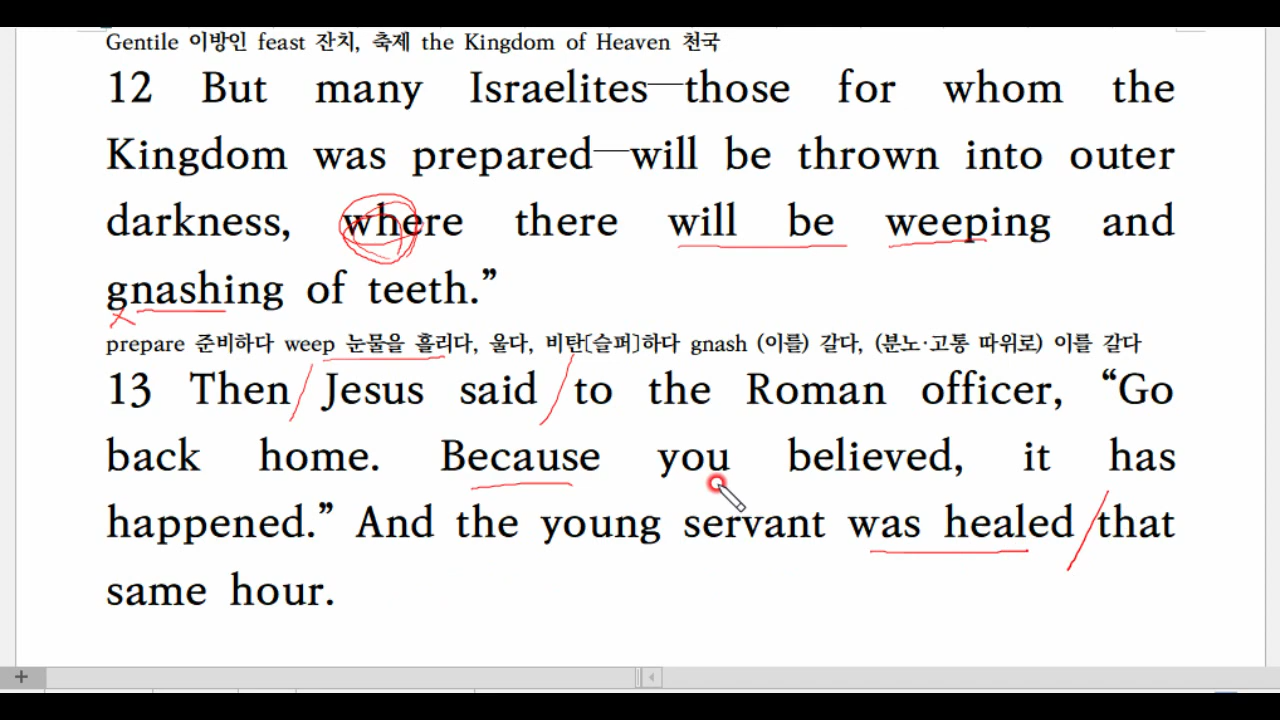 Gentile 이방인 feast 잔치, 축제 the Kingdom of Heaven 천국
12 But many Israelites—those for whom the
Kingdom was prepared—will be thrown into outer
darkness, where there will be weeping and
gnashing of teeth.”
prepare 준비하다 weep 눈물을 흘리다, 울다, 비탄[슬퍼]하다 gnash (이를) 갈다, (분노·고통 따위로) 이를 갈다
13 Then Jesus said to the Roman officer, “Go
back home. Because you believed, it has
happened.” And the young servant was healed that
same hour.